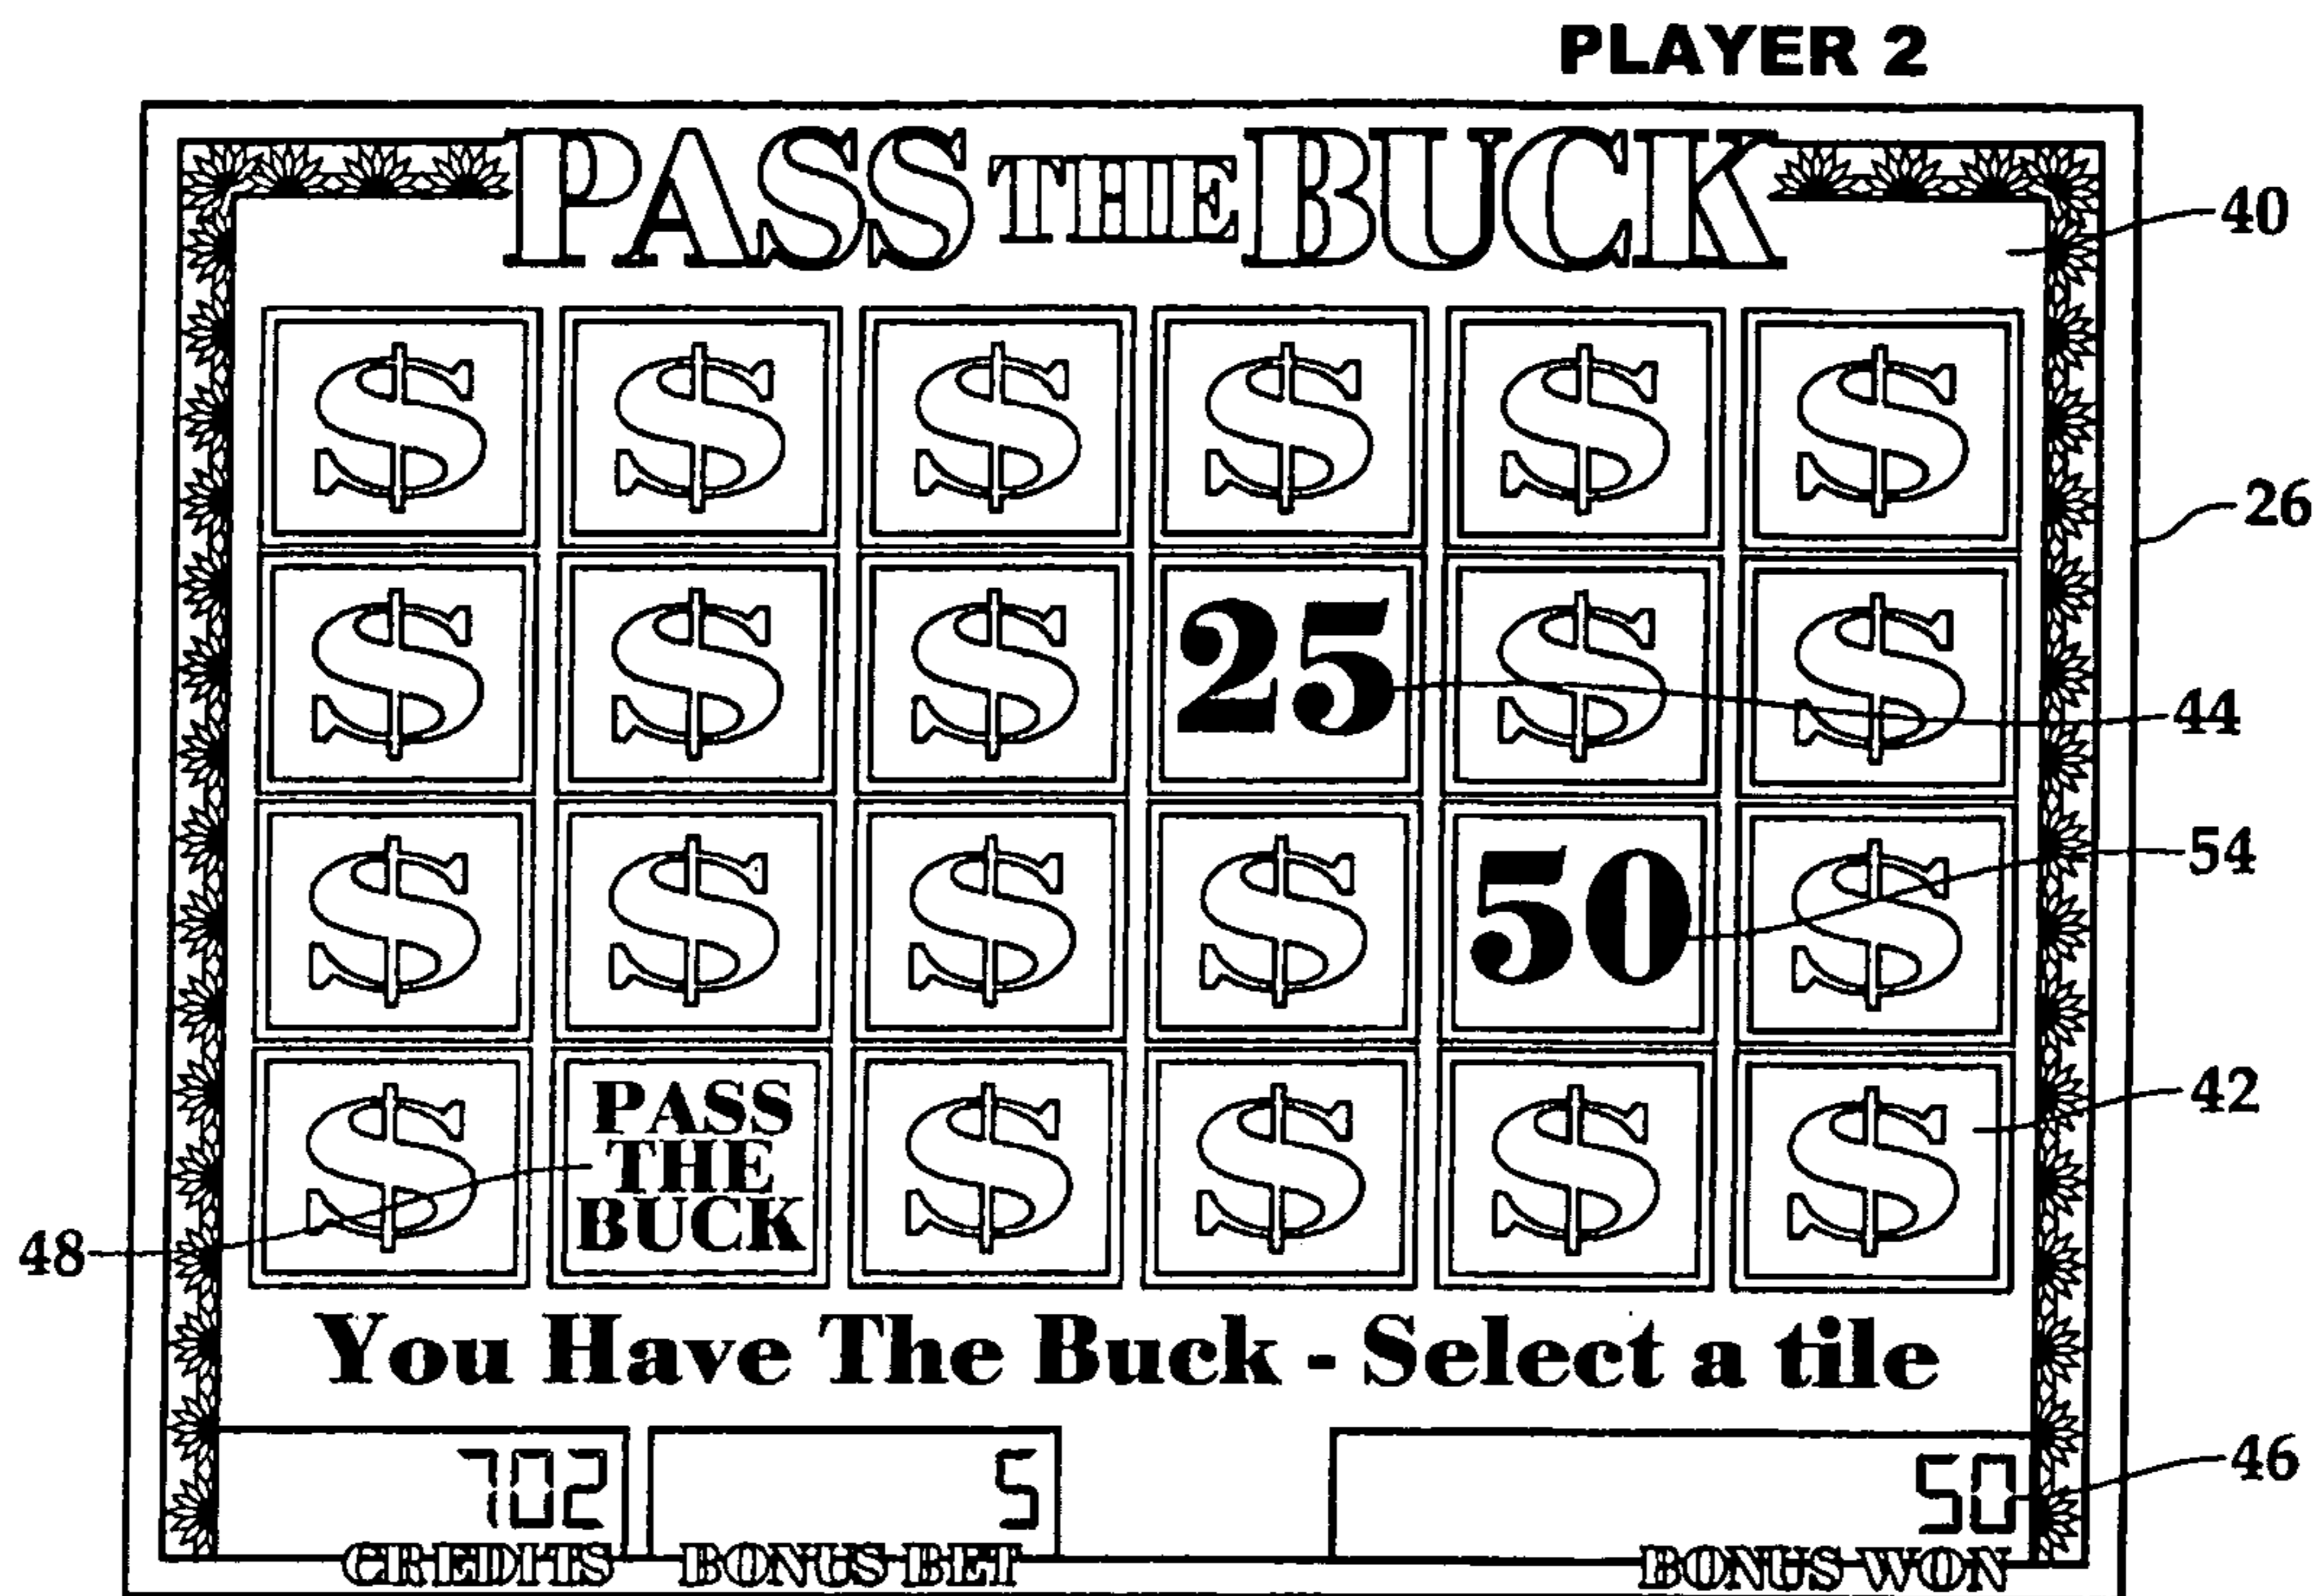 PLAYER 2
PASS THE BUCK
40
$ $ $ $ $ $
26
$ $ $ 25 $ $
44
$ $ $ $ 50 $
54
$ PASS THE BUCK $ $ $ $
42
48
You Have The Buck - Select a tile
702 5 50
46
CREDITS BONUS BET BONUS WON